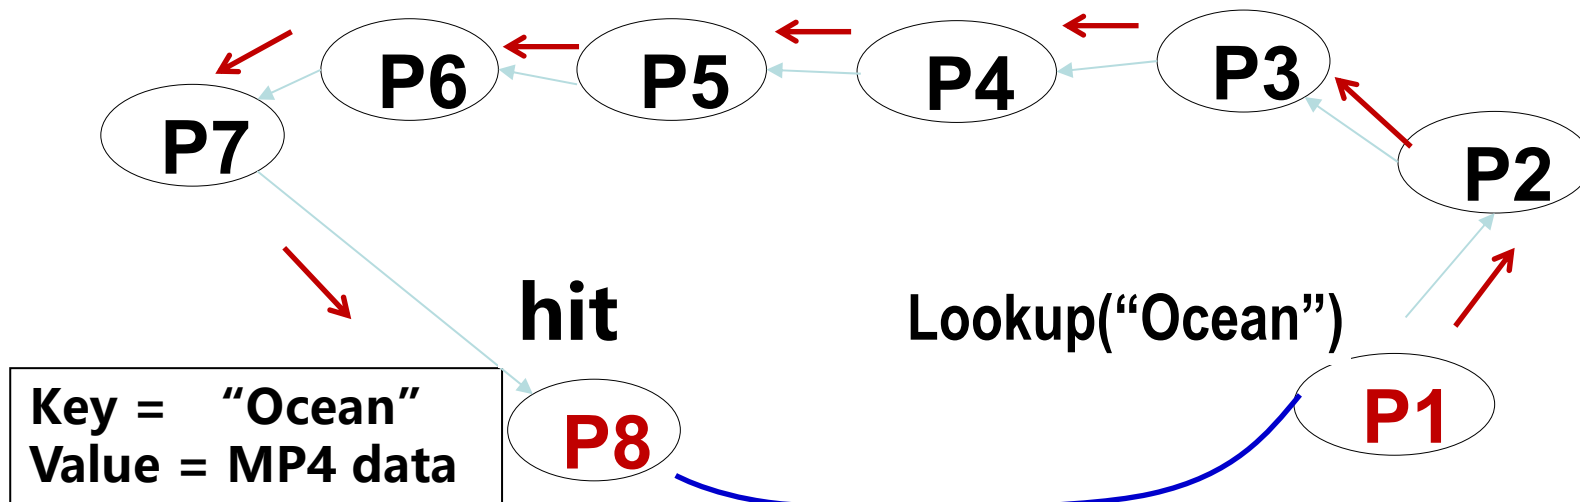 P6
P5
P4
P3
P7
P2
hit
Lookup(“Ocean”)
Key = “Ocean”
Value = MP4 data
P8
P1